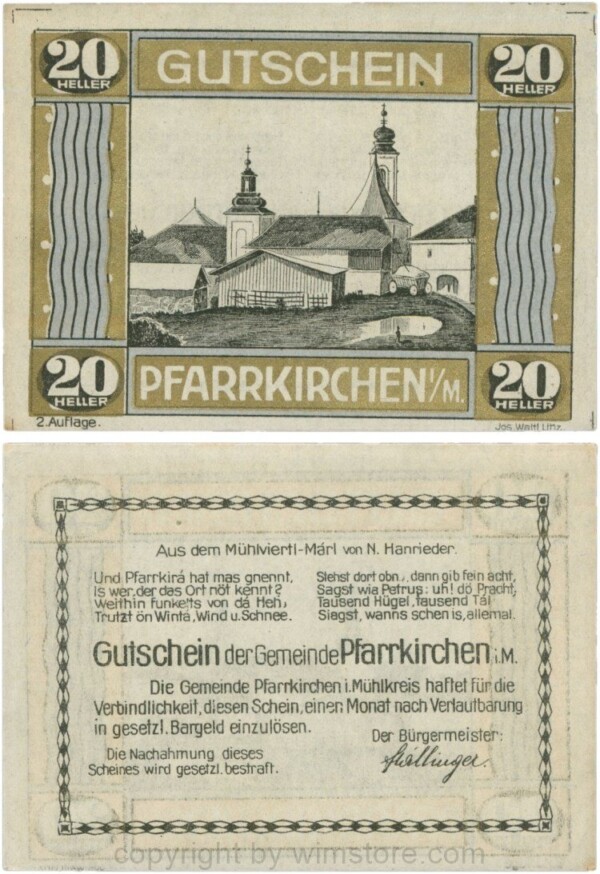 20 HELLER
GUTSCHEIN
20 HELLER
20 HELLER
PFARRKIRCHEN i/M.
20 HELLER
2. Auflage.
Jos. Waitl Linz.
Aus dem Mühlviertl-Márl von N. Hanrieder.
Und Pfarrkirá hat mas gnennt,
Is wer, der das Ort nöt kennt?
Weithin funkelts von dá Heh,
Trutzt ön Wintá, Wind u. Schnee.
Siehst dort obn, dann gib fein acht,
Sagst wia Petrus: uh! dö Pracht,
Tausend Hügel, tausend Tál
Siagst, wanns schen is, allemal.
Gutschein der Gemeinde Pfarrkirchen i.M.
Die Gemeinde Pfarrkirchen i. Mühlkreis haftet für die
Verbindlichkeit, diesen Schein, einen Monat nach Verlautbarung
in gesetzl. Bargeld einzulösen.
Der Bürgermeister:
Die Nachahmung dieses
Scheines wird gesetzl. bestraft.
copyright by wimstore.com